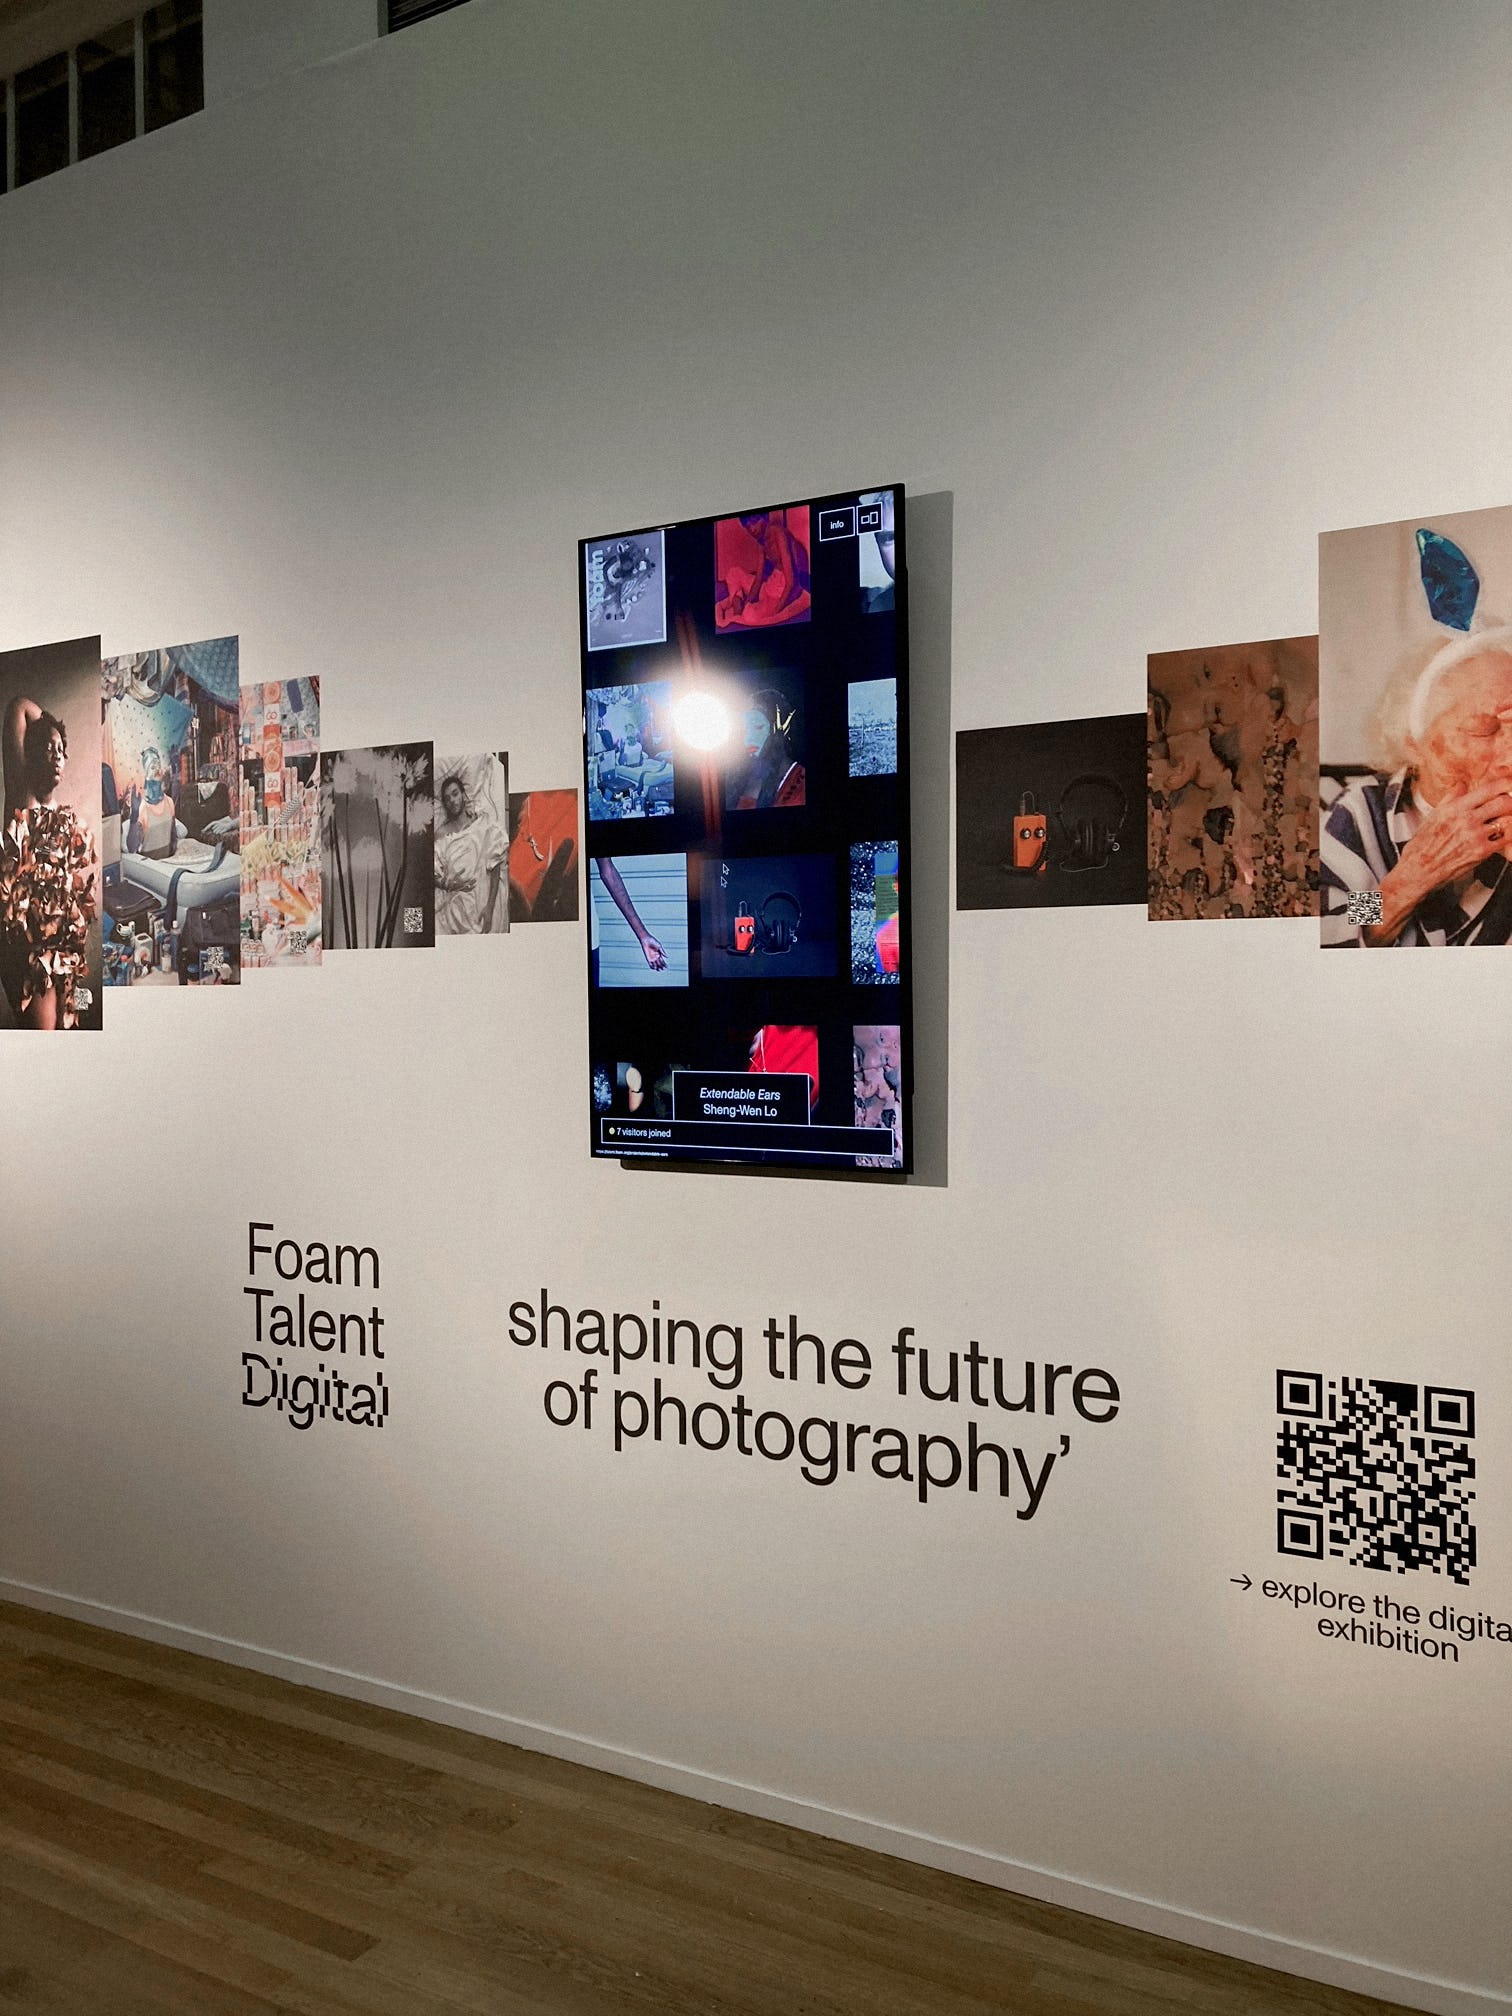 info
foam
Extendable Ears
Sheng-Wen Lo
7 visitors joined
Foam
Talent
Digital
shaping the future
of photography’
→ explore the digita
exhibition